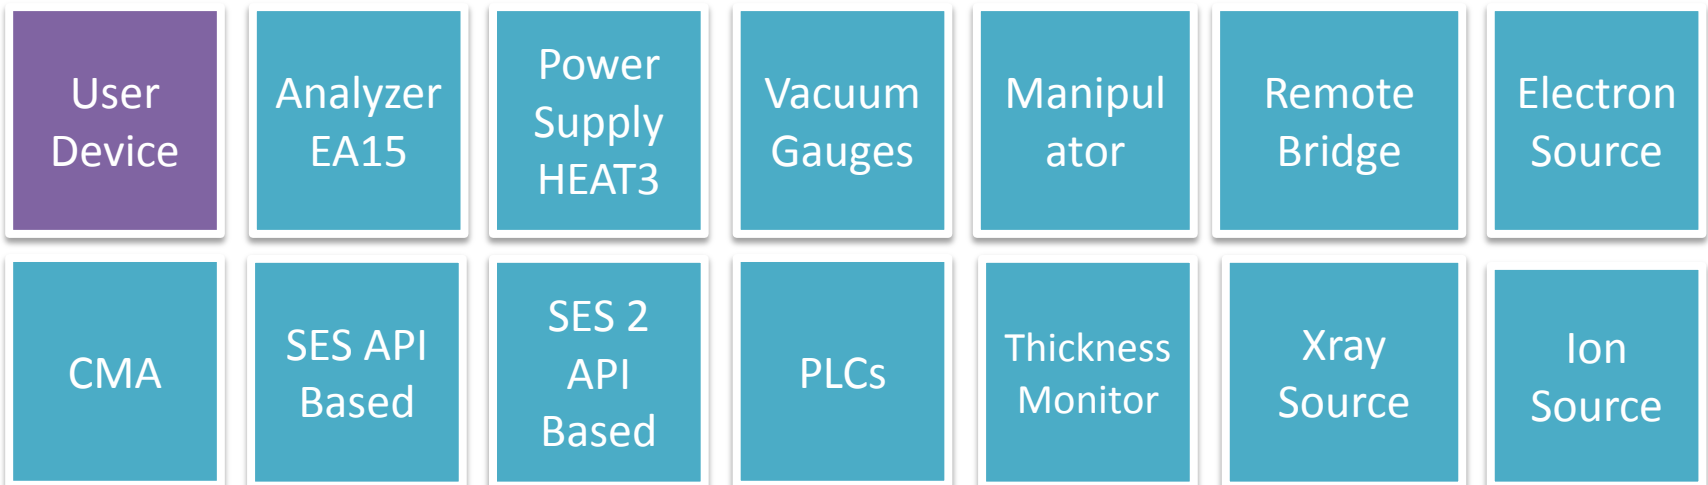 User
Device
Analyzer
EA15
Power
Supply
HEAT3
Vacuum
Gauges
Manipul
ator
Remote
Bridge
Electron
Source
CMA
SES API
Based
SES 2
API
Based
PLCs
Thickness
Monitor
Xray
Source
Ion
Source